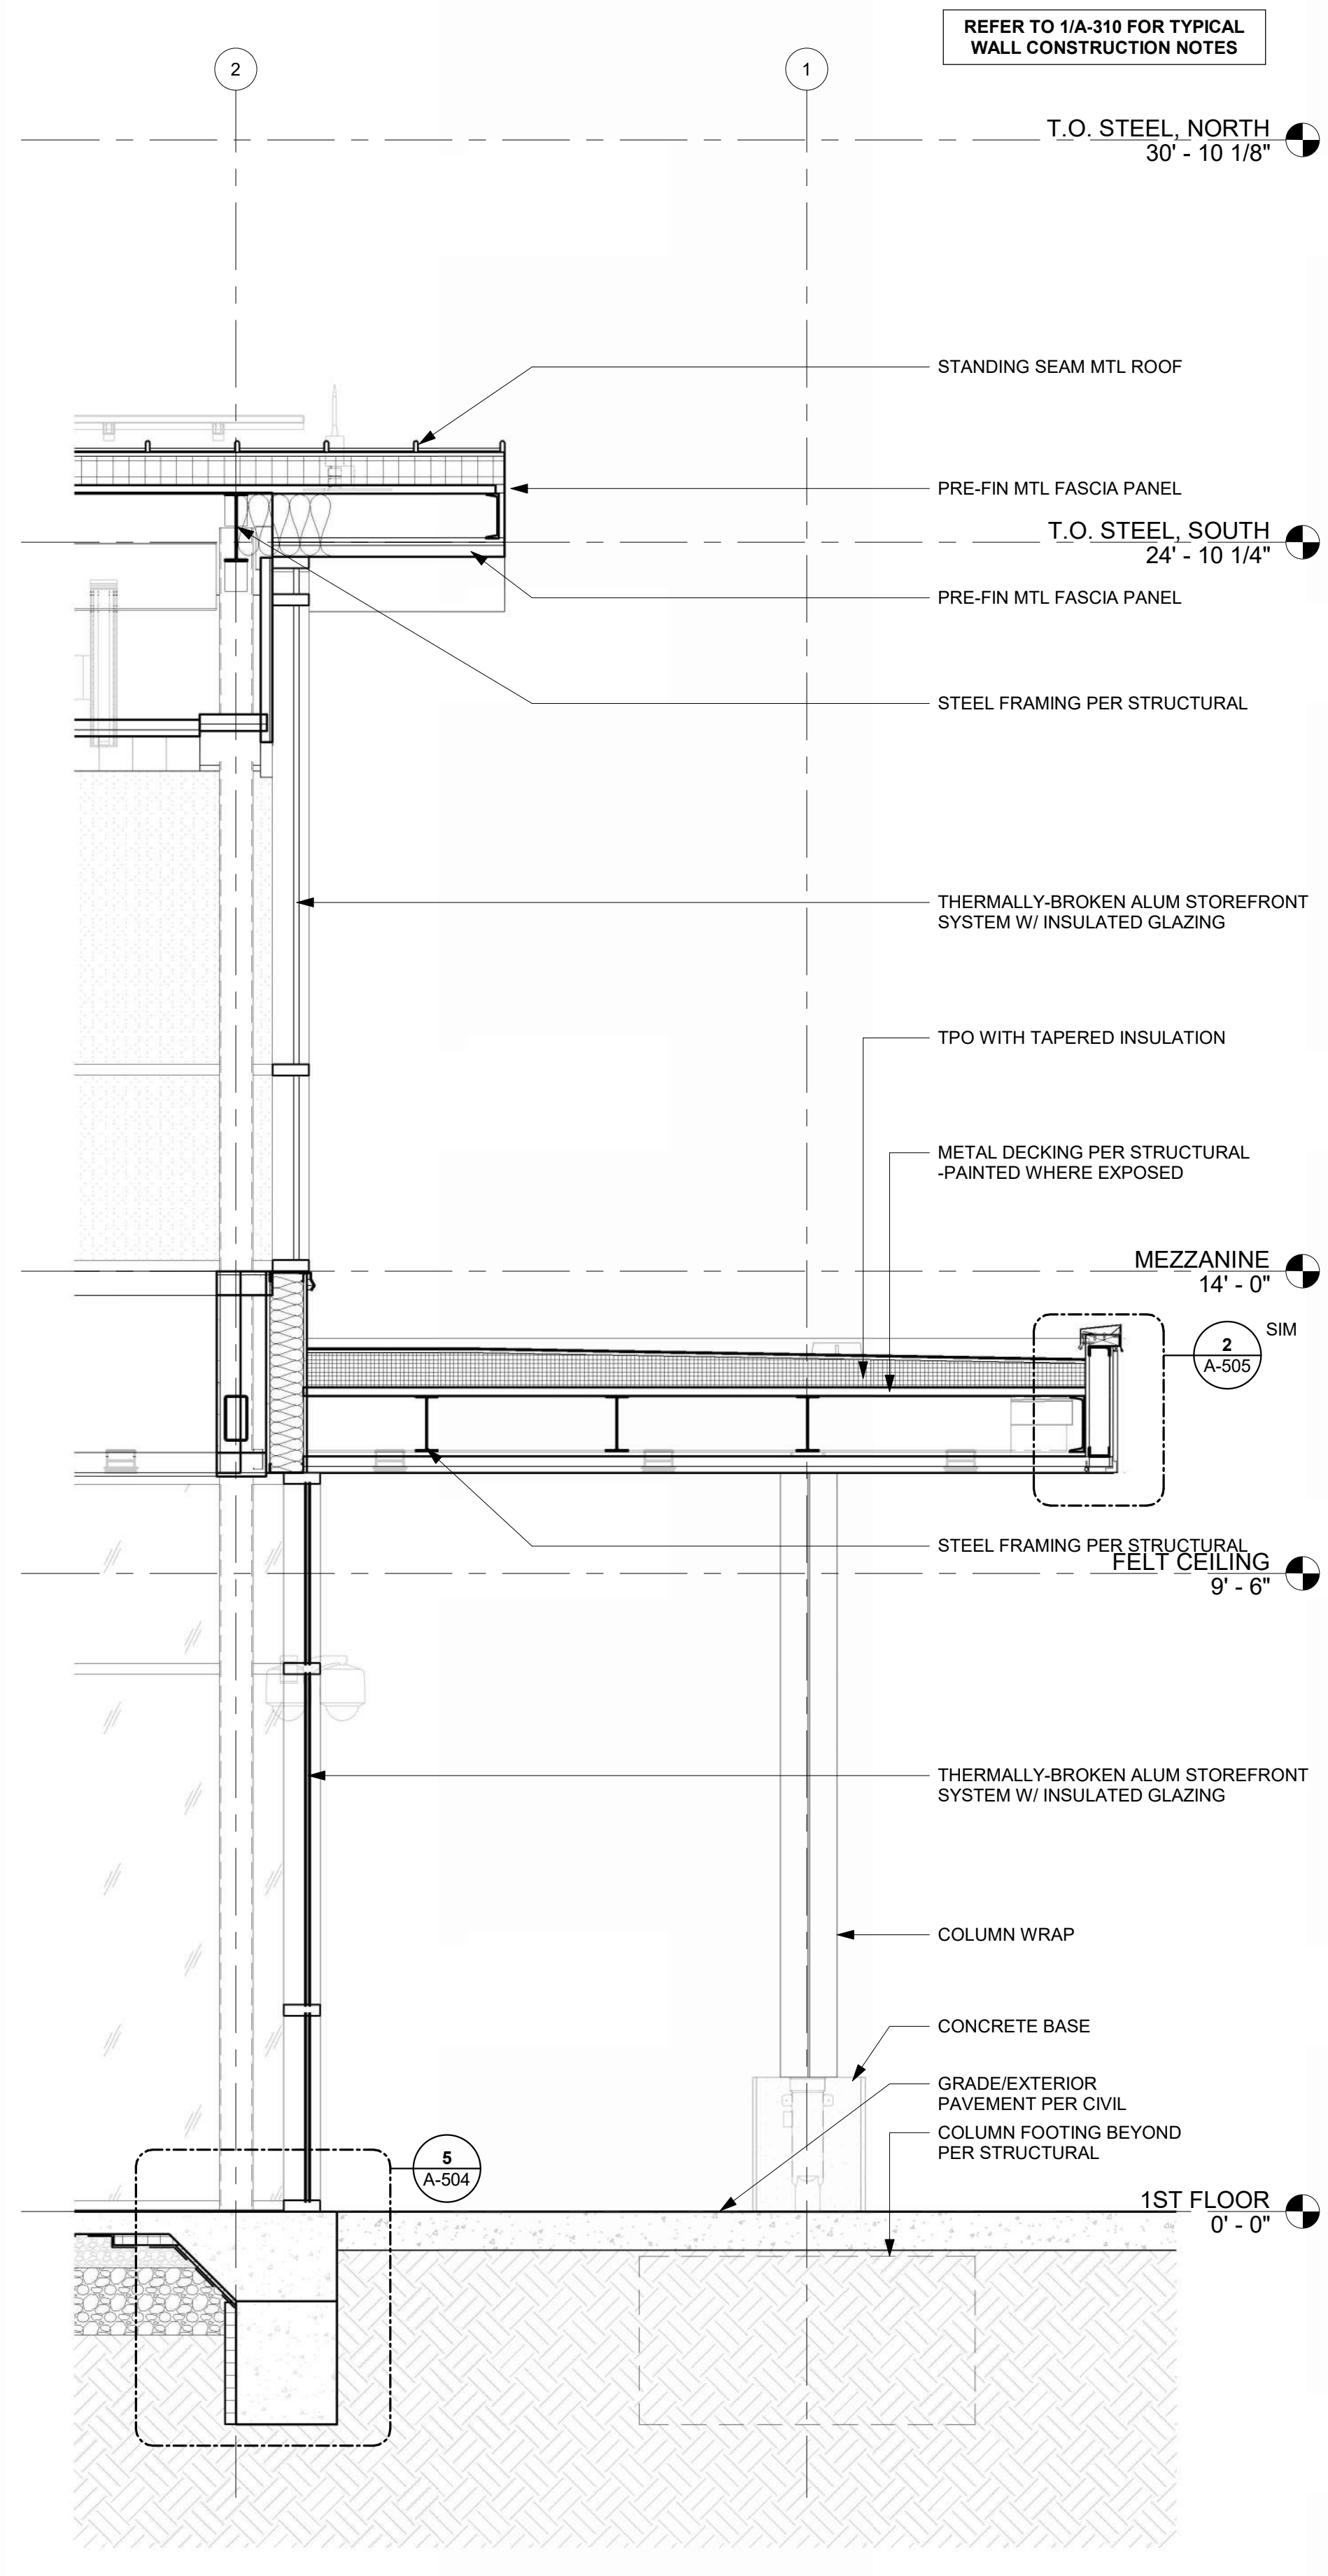 REFER TO 1/A-310 FOR TYPICAL
WALL CONSTRUCTION NOTES
2
1
T.O. STEEL, NORTH
30' - 10 1/8"
STANDING SEAM MTL ROOF
PRE-FIN MTL FASCIA PANEL
T.O. STEEL, SOUTH
24' - 10 1/4"
PRE-FIN MTL FASCIA PANEL
STEEL FRAMING PER STRUCTURAL
THERMALLY-BROKEN ALUM STOREFRONT
SYSTEM W/ INSULATED GLAZING
TPO WITH TAPERED INSULATION
METAL DECKING PER STRUCTURAL
-PAINTED WHERE EXPOSED
MEZZANINE
14' - 0"
SIM
2
A-505
STEEL FRAMING PER STRUCTURAL
FELT CEILING
9' - 6"
THERMALLY-BROKEN ALUM STOREFRONT
SYSTEM W/ INSULATED GLAZING
COLUMN WRAP
CONCRETE BASE
GRADE/EXTERIOR
PAVEMENT PER CIVIL
COLUMN FOOTING BEYOND
PER STRUCTURAL
5
A-504
1ST FLOOR
0' - 0"